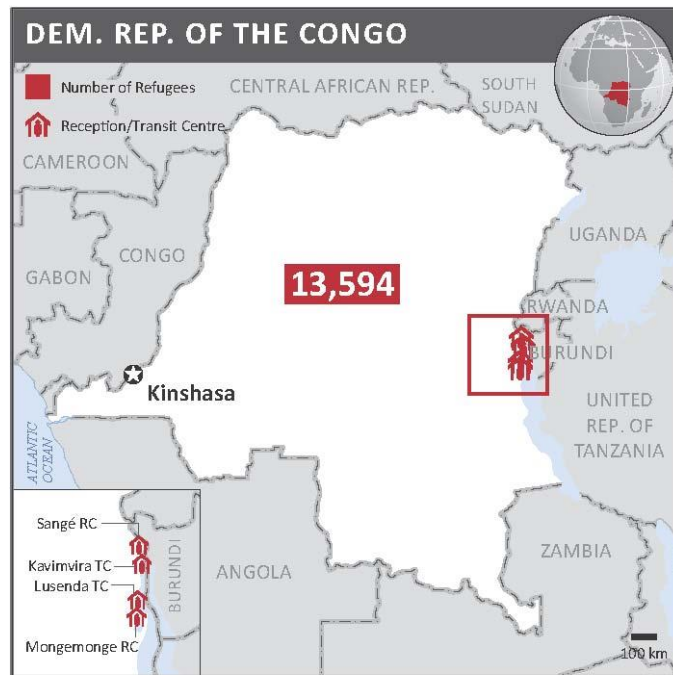 DEM. REP. OF THE CONGO
Number of Refugees
Reception/Transit Centre
CENTRAL AFRICAN REP.
SOUTH
SUDAN
CAMEROON
CONGO
GABON
UGANDA
13,594
RWANDA
BURUNDI
Kinshasa
UNITED
REP. OF
TANZANIA
ATLANTIC
OCEAN
Sangé RC
Kavimvira TC
Lusenda TC
Mongemonge RC
BURUNDI
ANGOLA
ZAMBIA
100 km